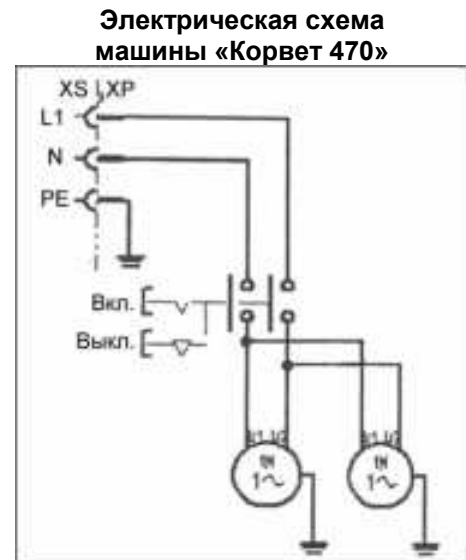 Электрическая схема
машины «Корвет 470»
XS XP
L1
N
PE
Вкл.
Выкл.
1~ 1~